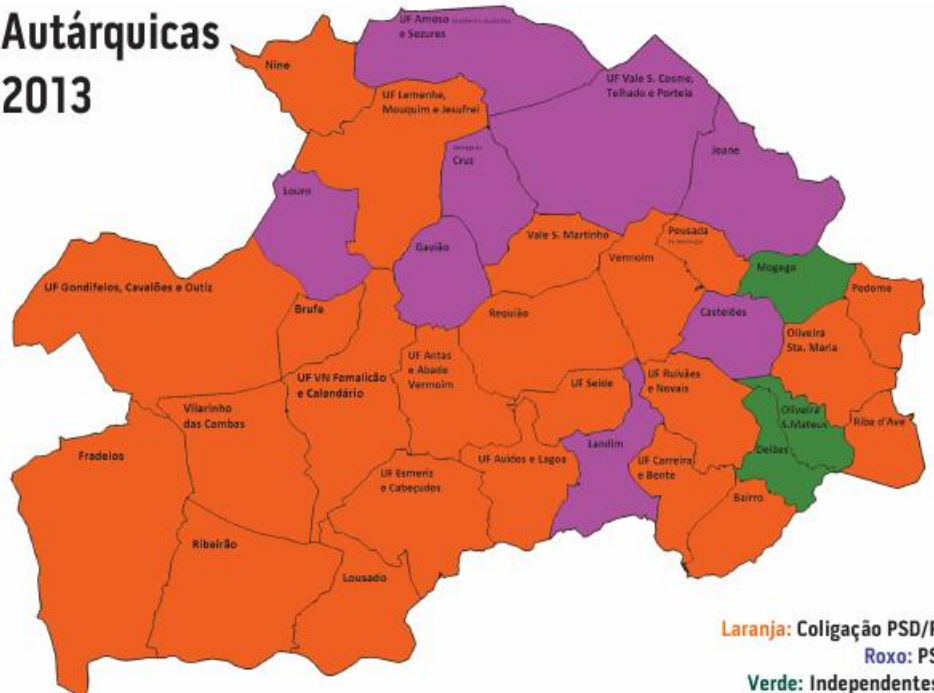 Autárquicas
2013
Nine
UF Amoso
e Sezures
UF Lemenhe,
Mouquim e Jesufrei
UF Vale S. Cosme,
Telhado e Portela
Cruz
Joane
Louro
Gavião
Vale S. Martinho
Pousada
Vermoim
Mogege
Pedome
UF Gondifelos, Cavalões e Outiz
Brufe
Requião
Castelões
Oliveira
Sta. Maria
UF VN Famalicão
e Calandário
UF Antas
e Abade
Vermoim
UF Seide
UF Ruivães
e Novais
Vilarinho
das Cambas
Oliveira
S.Mateus
Riba d'Ave
Delães
Fradelos
Landim
UF Avidos e Lagoa
UF Carreira
e Bente
UF Esmeriz
e Cabeçudos
Bairro
Ribeirão
Lousado
Laranja: Coligação PSD/P
Roxo: PS
Verde: Independentes